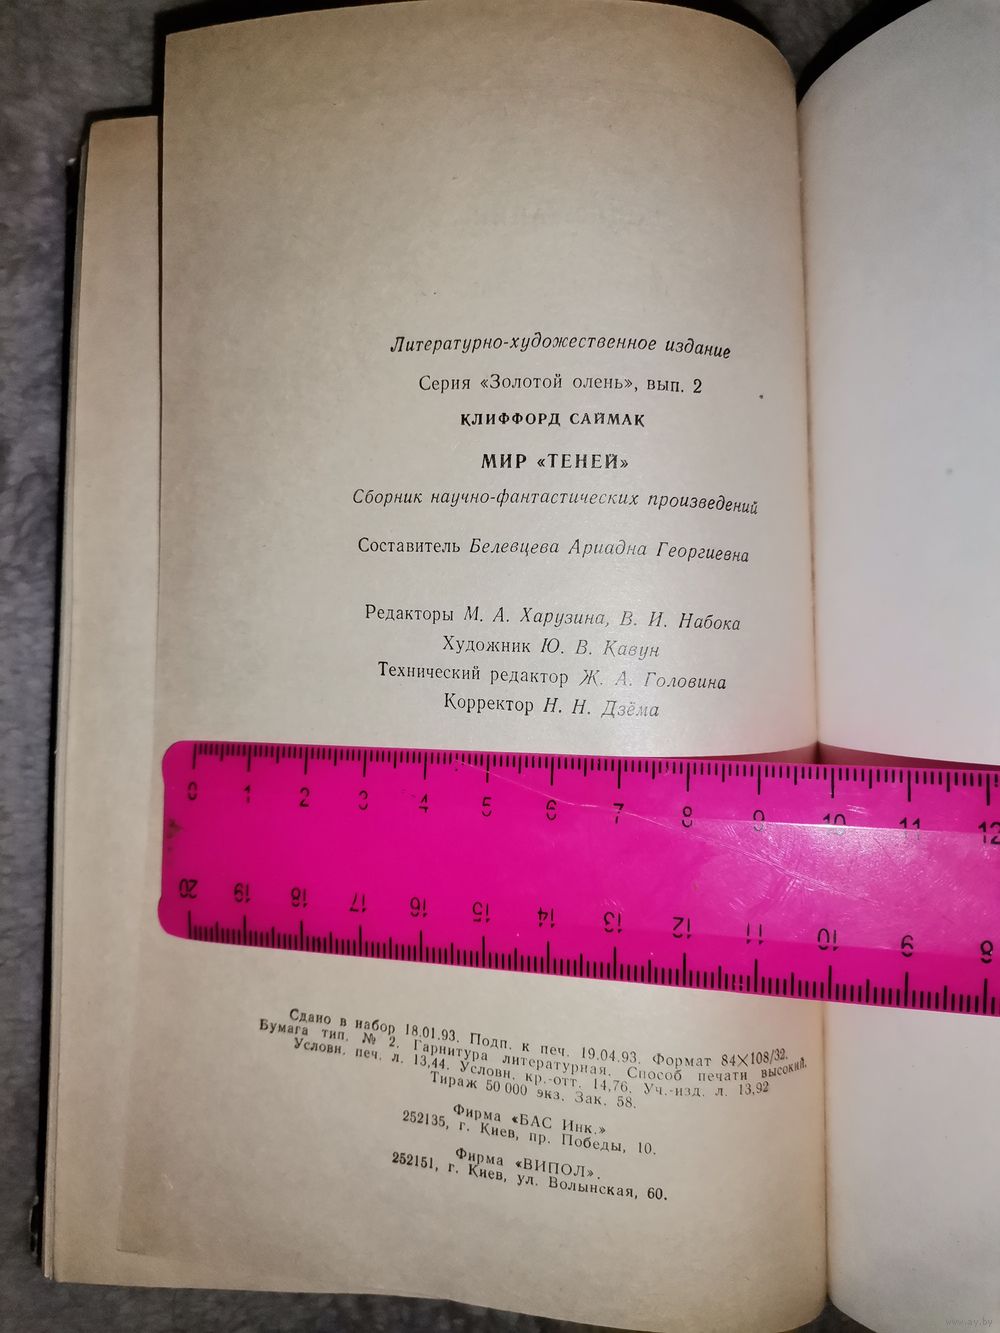 Литературно-художественное издание
Серия «Золотой олень», вып. 2
КЛИФФОРД САЙМАК
МИР «ТЕНЕЙ»
Сборник научно-фантастических произведений
Составитель Белевцева Ариадна Георгиевна
Редакторы М. А. Харузина, В. И. Набока
Художник Ю. В. Кавун
Технический редактор Ж. А. Головина
Корректор Н. Н. Дзёма
0 1 2 3 4 5 6 7 8 9 10 11 12
20 19 18 17 16 15 14 13 12 11 10 9 8
Сдано в набор 18.01.93. Подп. к печ. 19.04.93. Формат 84×108/32.
Бумага тип. № 2. Гарнитура литературная. Способ печати высокий.
Условн. печ. л. 13,44. Условн. кр.-отт. 14,76. Уч.-изд. л. 13,92
Тираж 50 000 экз. Зак. 58.
Фирма «БАС Инк.»
252135, г. Киев, пр. Победы, 10.
Фирма «ВИПОЛ».
252151, г. Киев, ул. Волынская, 60.
www.ay.by